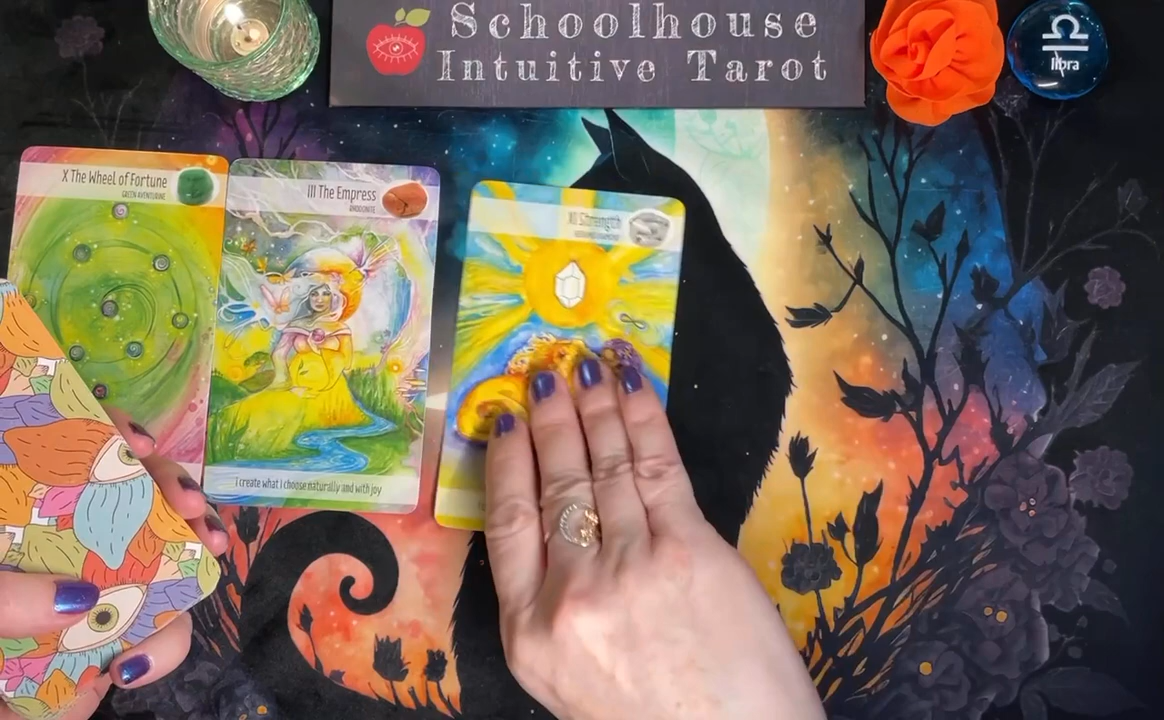 Schoolhouse
Intuitive Tarot
libra
X The Wheel of Fortune
GREEN AVENTURINE
III The Empress
RHODONITE
Strength
I create what I choose naturally and with joy